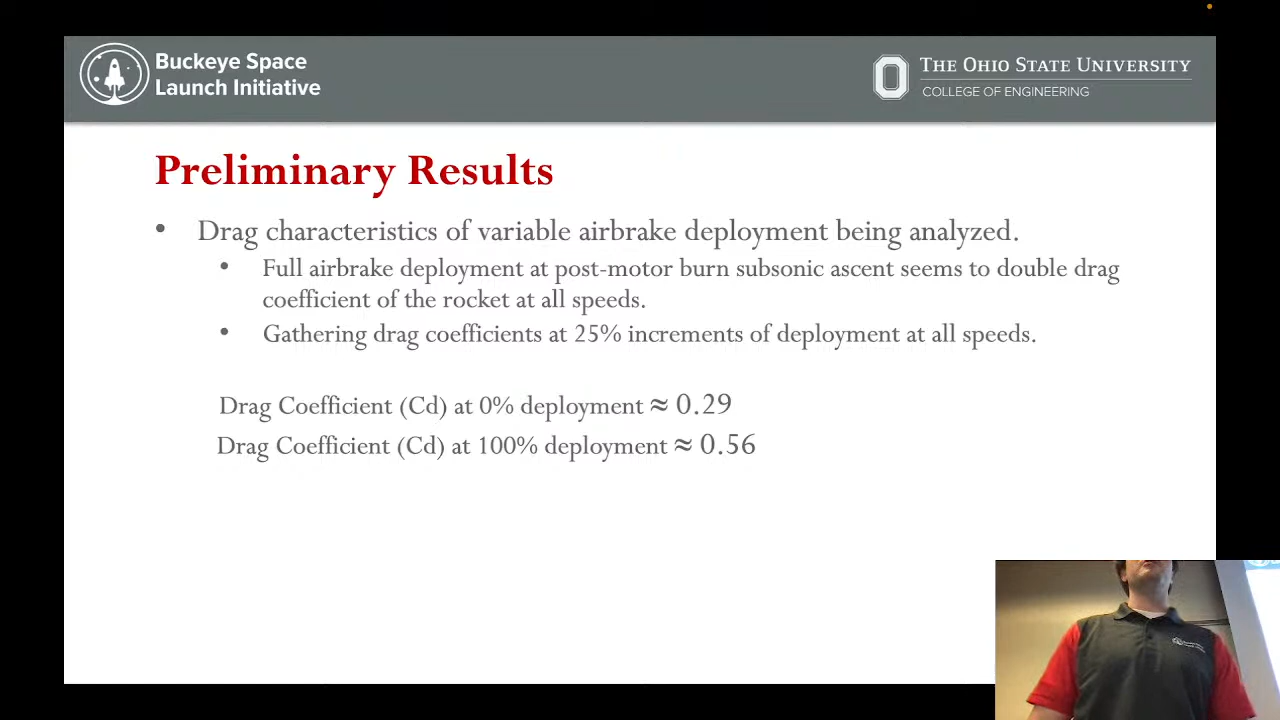 Buckeye Space
Launch Initiative
THE OHIO STATE UNIVERSITY
COLLEGE OF ENGINEERING
Preliminary Results
• Drag characteristics of variable airbrake deployment being analyzed.
• Full airbrake deployment at post-motor burn subsonic ascent seems to double drag
coefficient of the rocket at all speeds.
• Gathering drag coefficients at 25% increments of deployment at all speeds.
Drag Coefficient (Cd) at 0% deployment ≈ 0.29
Drag Coefficient (Cd) at 100% deployment ≈ 0.56